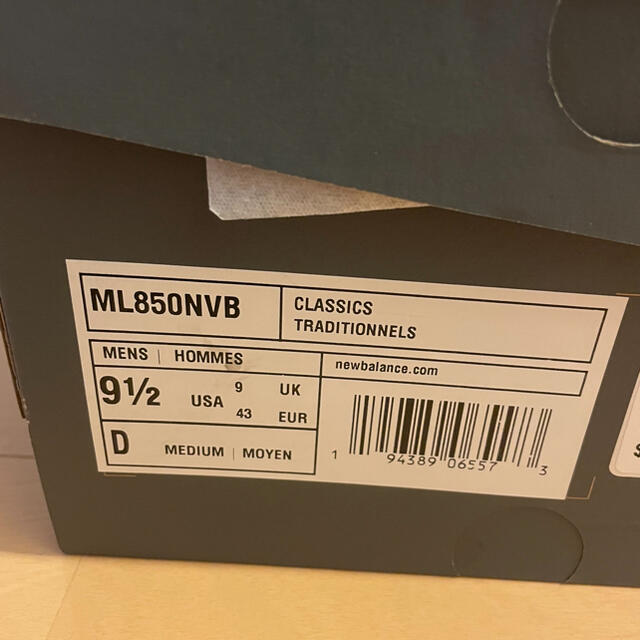 ML850NVB
CLASSICS
TRADITIONNELS
MENS | HOMMES
newbalance.com
9½ USA 9 UK
43 EUR
D MEDIUM | MOYEN
1 94389 06557 3